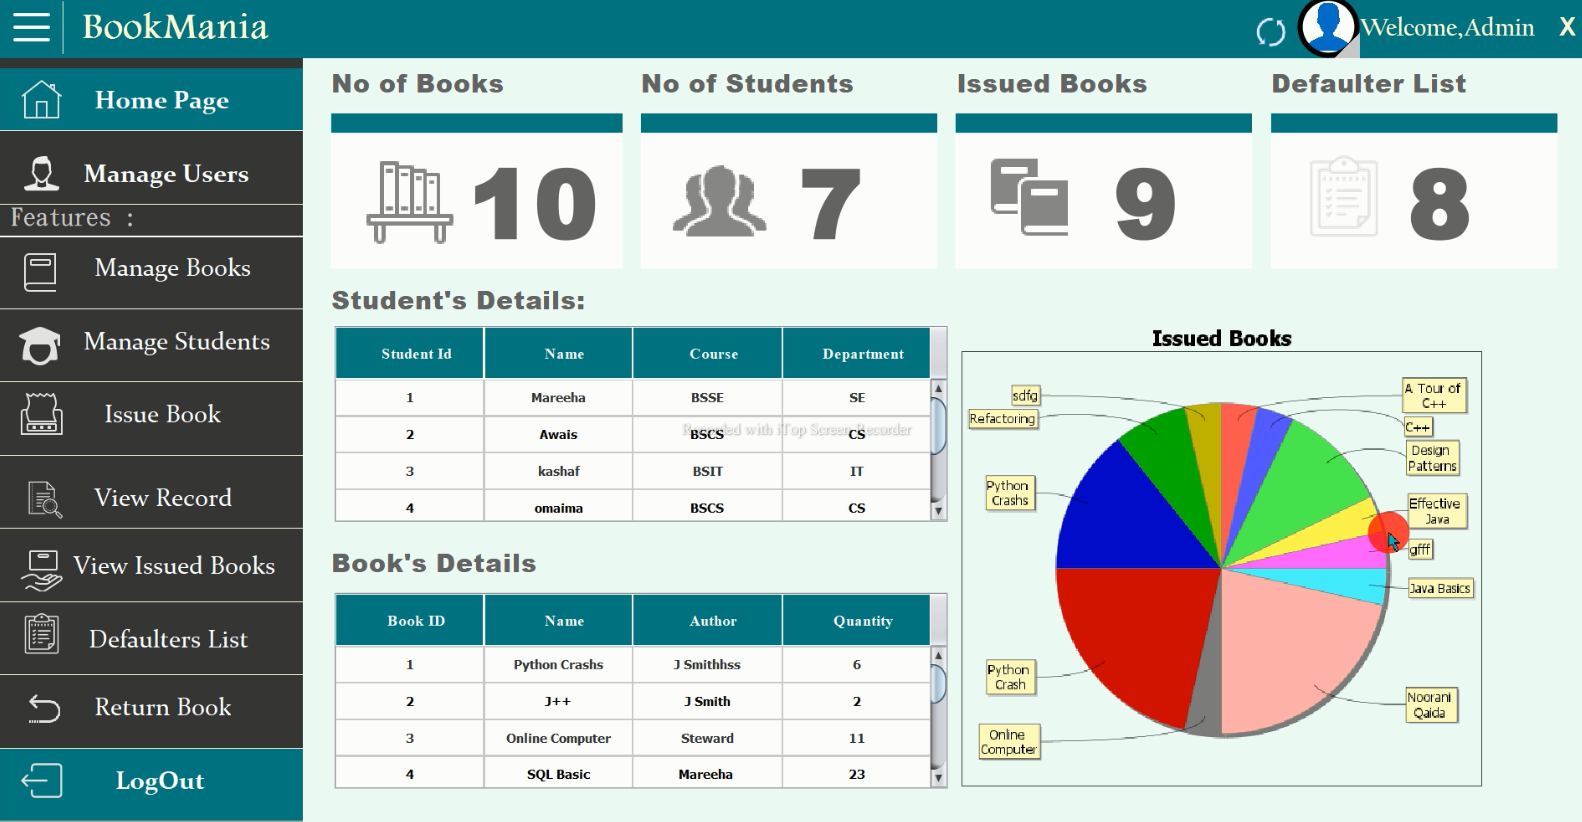 BookMania
Welcome,Admin
X
Home Page
Manage Users
Features :
Manage Books
Manage Students
Issue Book
View Record
View Issued Books
Defaulters List
Return Book
LogOut
No of Books
No of Students
Issued Books
Defaulter List
10
7
9
8
Student's Details:
Student Id Name Course Department
1 Mareeha BSSE SE
2 Awais BSCS CS
3 kashaf BSIT IT
4 omaima BSCS CS
Recorded with iTop Screen Recorder
Book's Details
Book ID Name Author Quantity
1 Python Crashs J Smithhss 6
2 J++ J Smith 2
3 Online Computer Steward 11
4 SQL Basic Mareeha 23
Issued Books
sdfg
Refactoring
Python
Crashs
Python
Crash
Online
Computer
A Tour of
C++
C++
Design
Patterns
Effective
Java
gfff
Java Basics
Noorani
Qaida